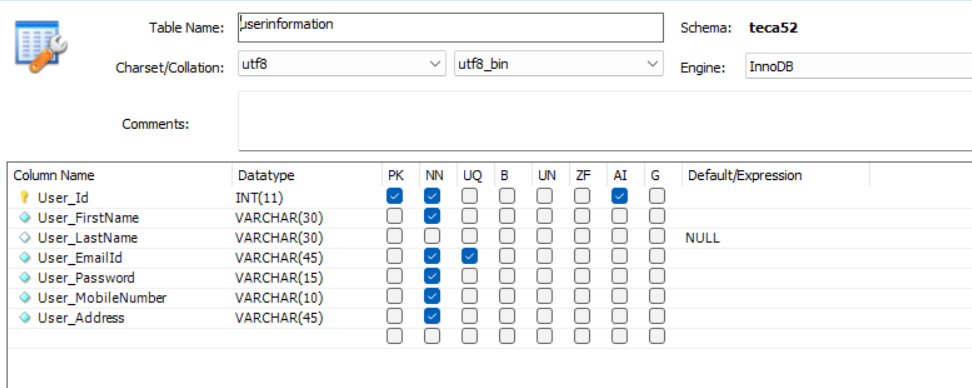 Table Name: userinformation Schema: teca52
Charset/Collation: utf8 utf8_bin Engine: InnoDB
Comments:
Column Name Datatype PK NN UQ B UN ZF AI G Default/Expression
User_Id INT(11)
User_FirstName VARCHAR(30)
User_LastName VARCHAR(30) NULL
User_EmailId VARCHAR(45)
User_Password VARCHAR(15)
User_MobileNumber VARCHAR(10)
User_Address VARCHAR(45)